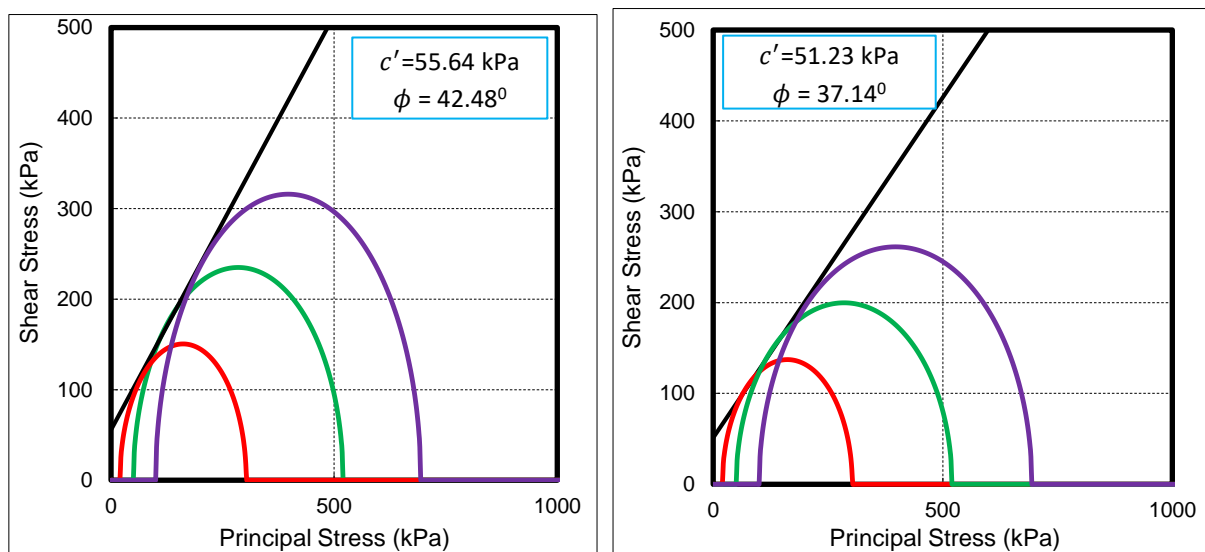 500
400
300
200
100
0
Shear Stress (kPa)
c′=55.64 kPa
ϕ = 42.48⁰
0
500
1000
Principal Stress (kPa)
500
400
300
200
100
0
Shear Stress (kPa)
c′=51.23 kPa
ϕ = 37.14⁰
0
500
1000
Principal Stress (kPa)